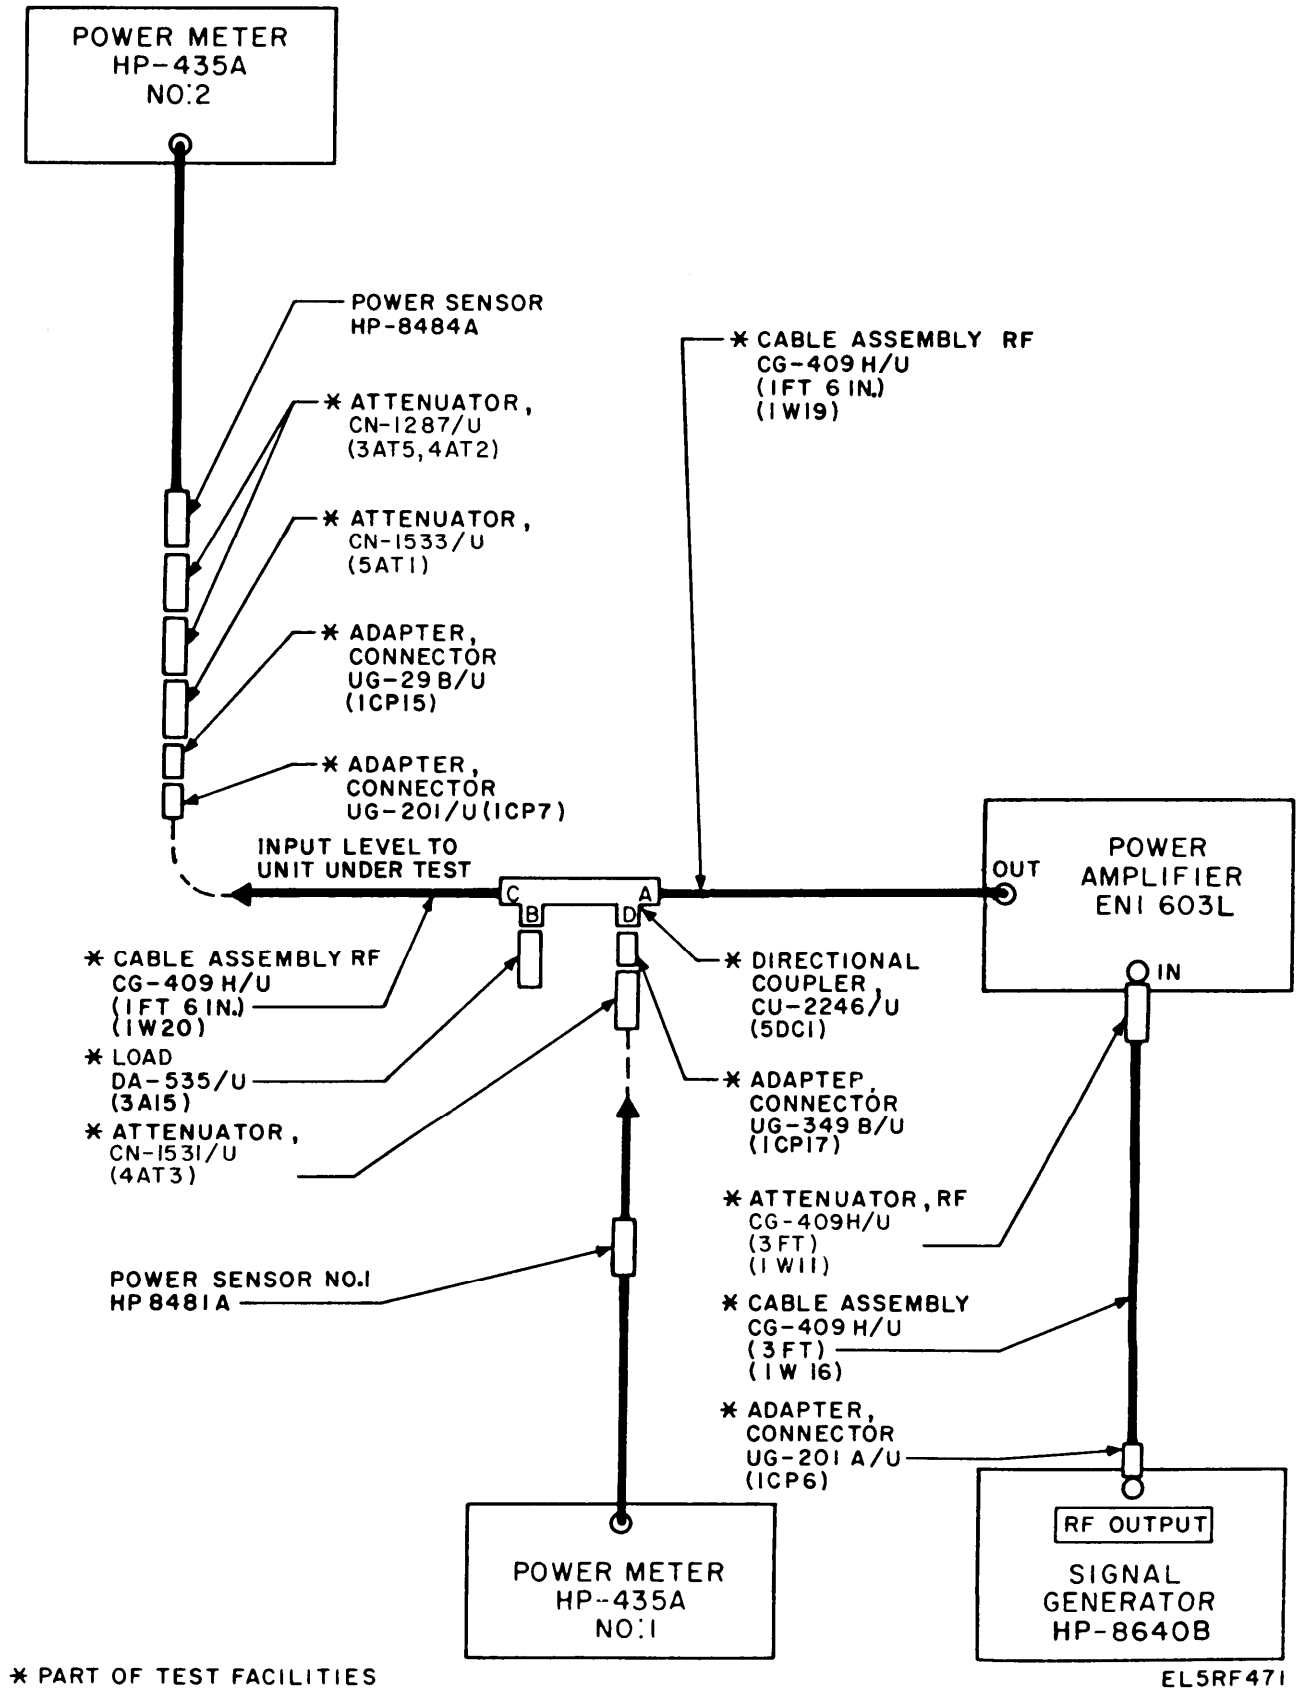 POWER METER
HP-435A
NO.2
POWER SENSOR
HP-8484A
* ATTENUATOR,
CN-1287/U
(3AT5,4AT2)
* ATTENUATOR,
CN-1533/U
(5AT1)
* ADAPTER,
CONNECTOR
UG-29 B/U
(1CP15)
* ADAPTER,
CONNECTOR
UG-201/U(1CP7)
* CABLE ASSEMBLY RF
CG-409 H/U
(1FT 6 IN.)
(1W19)
INPUT LEVEL TO
UNIT UNDER TEST
C
A
B
D
OUT
POWER
AMPLIFIER
ENI 603L
IN
* CABLE ASSEMBLY RF
CG-409 H/U
(1FT 6 IN.)
(1W20)
* LOAD
DA-535/U
(3A15)
* ATTENUATOR,
CN-1531/U
(4AT3)
* DIRECTIONAL
COUPLER,
CU-2246/U
(5DC1)
* ADAPTEP,
CONNECTOR
UG-349 B/U
(1CP17)
* ATTENUATOR, RF
CG-409H/U
(3 FT)
(1W11)
POWER SENSOR NO.1
HP 8481A
* CABLE ASSEMBLY
CG-409 H/U
(3 FT)
(1W 16)
* ADAPTER,
CONNECTOR
UG-201 A/U
(1CP6)
POWER METER
HP-435A
NO.1
RF OUTPUT
SIGNAL
GENERATOR
HP-8640B
* PART OF TEST FACILITIES
EL5RF471